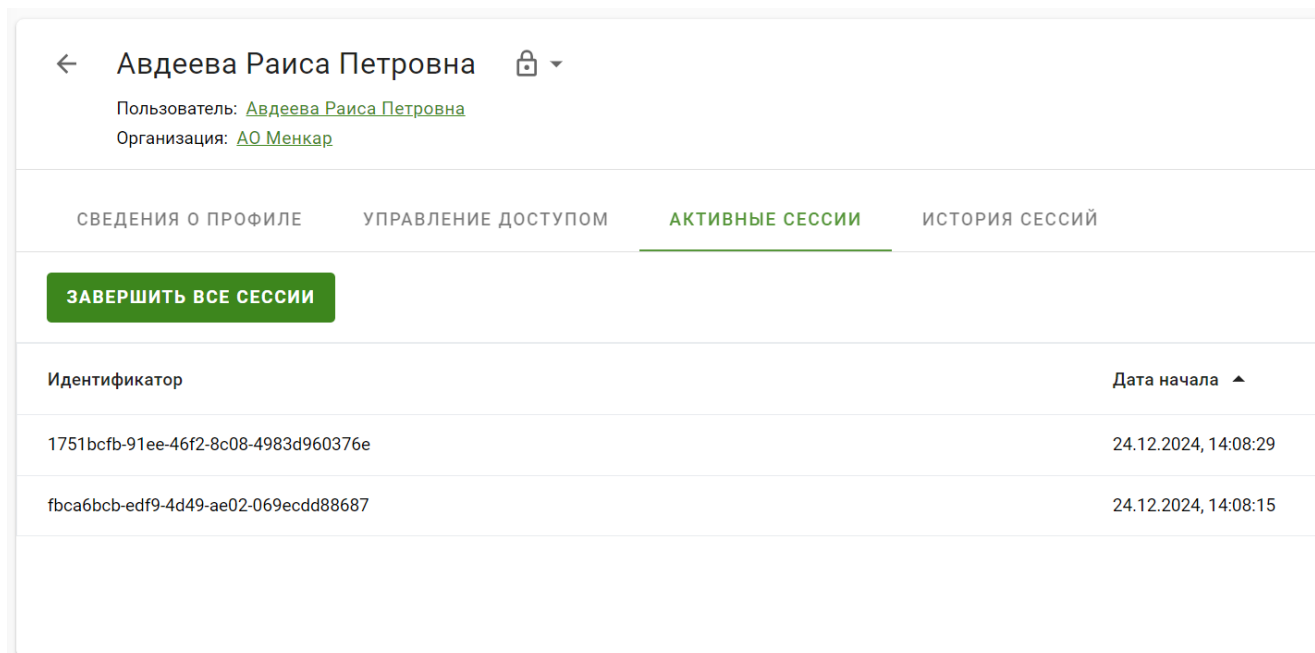 Авдеева Раиса Петровна
Пользователь: Авдеева Раиса Петровна
Организация: АО Менкар
СВЕДЕНИЯ О ПРОФИЛЕ УПРАВЛЕНИЕ ДОСТУПОМ АКТИВНЫЕ СЕССИИ ИСТОРИЯ СЕССИЙ
ЗАВЕРШИТЬ ВСЕ СЕССИИ
Идентификатор Дата начала
1751bcfb-91ee-46f2-8c08-4983d960376e 24.12.2024, 14:08:29
fbca6bcb-edf9-4d49-ae02-069ecdd88687 24.12.2024, 14:08:15